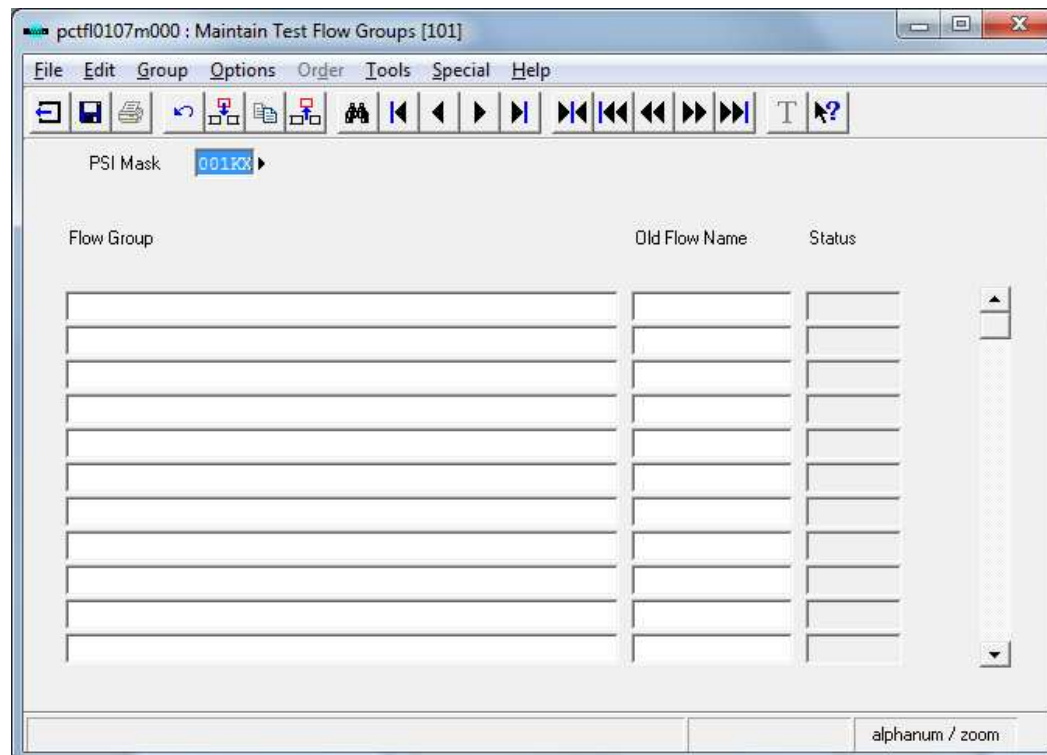 pctfl0107m000 : Maintain Test Flow Groups [101]
File Edit Group Options Order Tools Special Help
T ?
PSI Mask 001KX
Flow Group Old Flow Name Status
alphanum / zoom